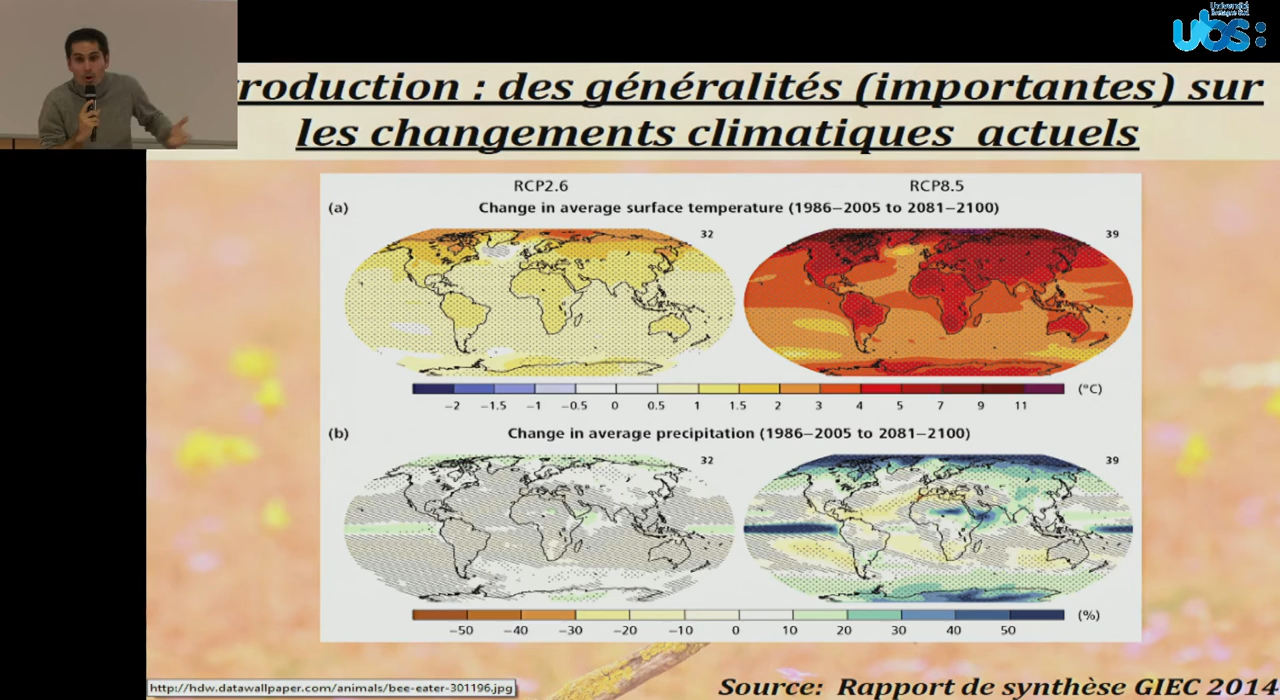 Université
Bretagne Sud
ubs:
roduction : des généralités (importantes) sur
les changements climatiques actuels
RCP2.6
RCP8.5
(a)
Change in average surface temperature (1986−2005 to 2081−2100)
32
39
−2 −1.5 −1 −0.5 0 0.5 1 1.5 2 3 4 5 7 9 11 (°C)
(b)
Change in average precipitation (1986−2005 to 2081−2100)
32
39
−50 −40 −30 −20 −10 0 10 20 30 40 50 (%)
http://hdw.datawallpaper.com/animals/bee-eater-301196.jpg
Source: Rapport de synthèse GIEC 2014